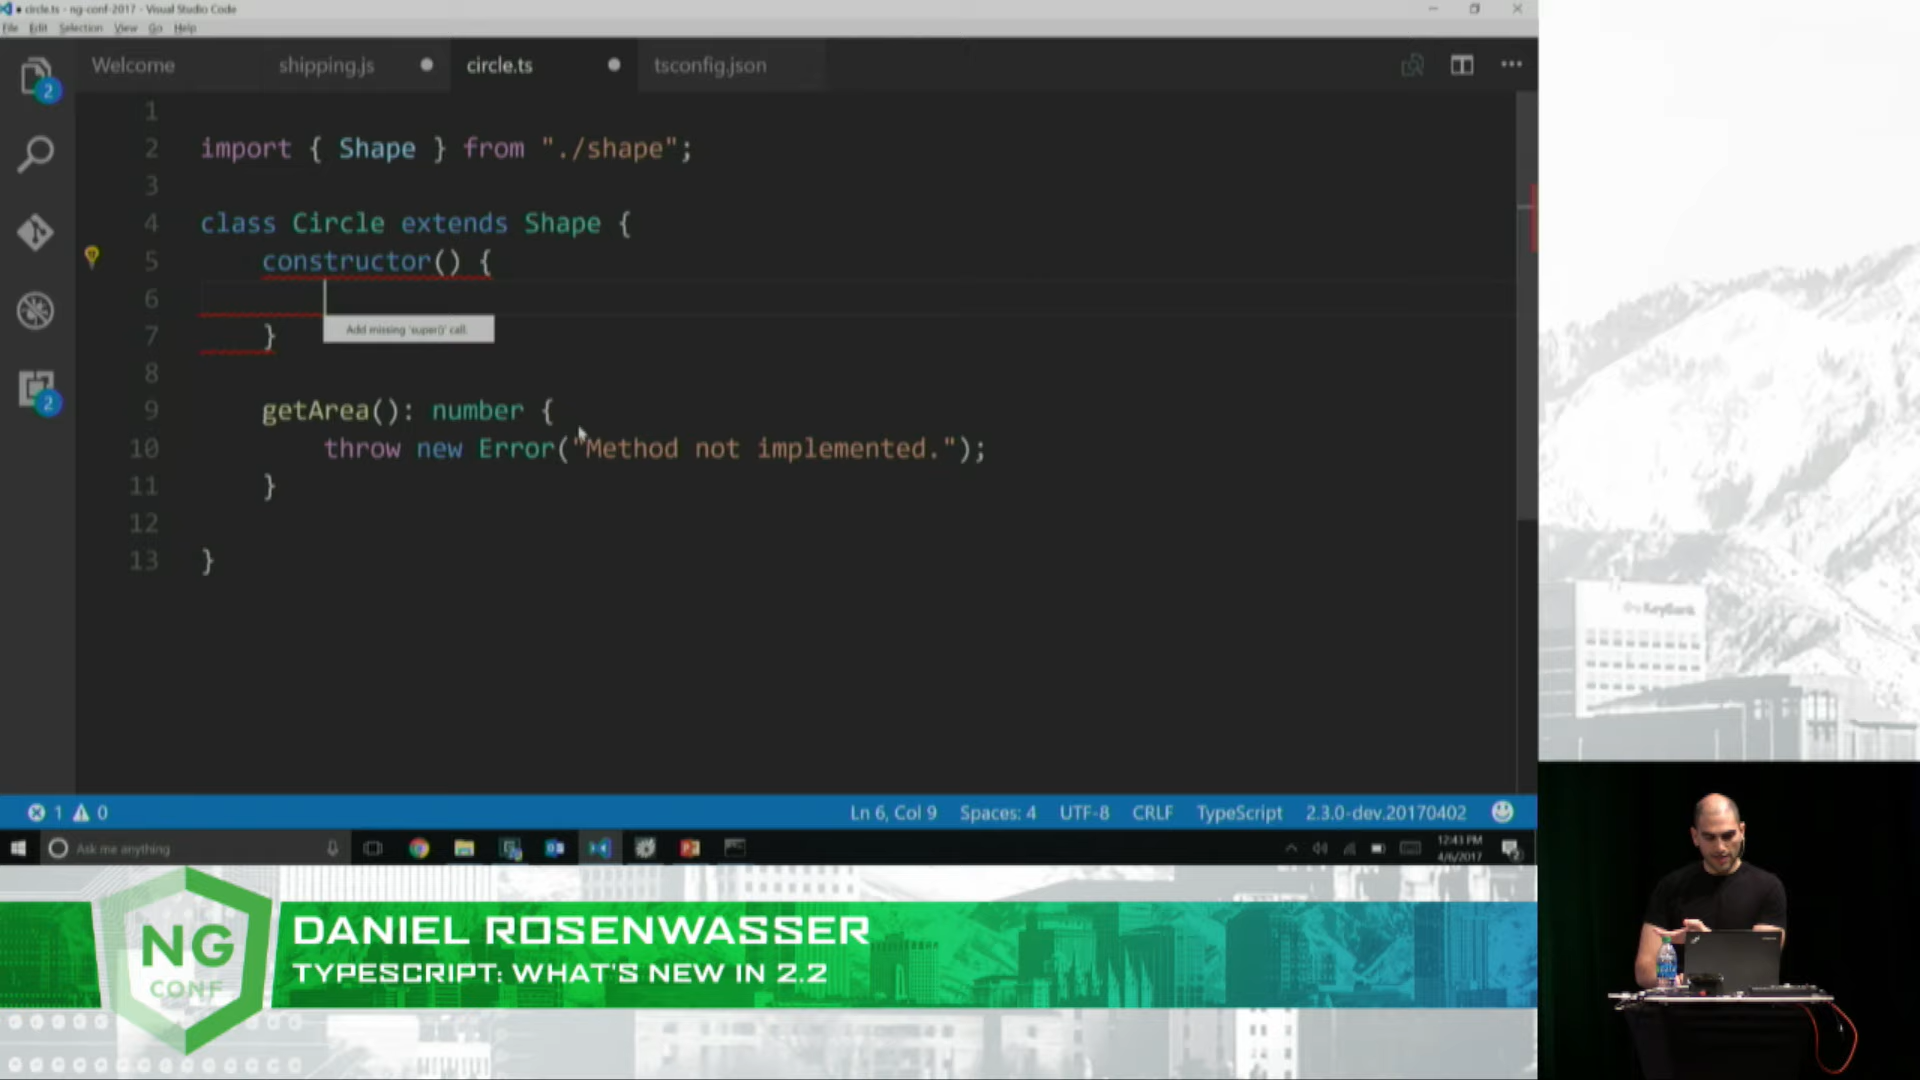 circle.ts - ng-conf-2017 - Visual Studio Code
File Edit Selection View Go Help
Welcome shipping.js circle.ts tsconfig.json
2
1
2 import { Shape } from "./shape";
3
4 class Circle extends Shape {
5 constructor() {
6
Add missing 'super()' call.
7 }
8
9 getArea(): number {
10 throw new Error("Method not implemented.");
11 }
12
13 }
2
1 0 Ln 6, Col 9 Spaces: 4 UTF-8 CRLF TypeScript 2.3.0-dev.20170402
Ask me anything
12:43 PM
4/6/2017
KeyBank
NG
CONF
DANIEL ROSENWASSER
TYPESCRIPT: WHAT'S NEW IN 2.2